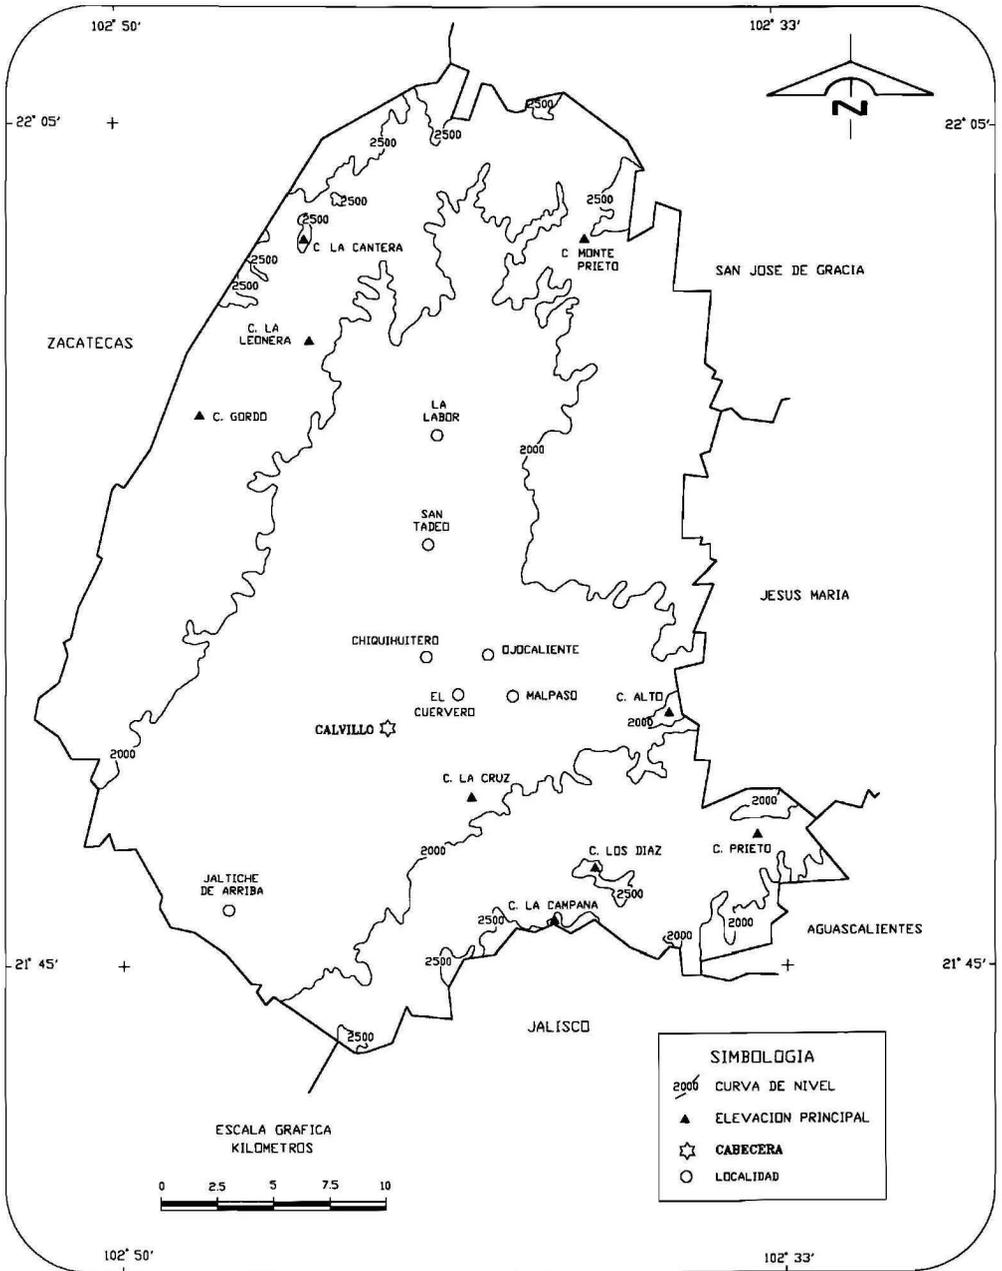 102° 50'
102° 33'
N
22° 05'
22° 05'
2500
2500
2500
2500
2500
2500
C LA CANTERA
C MONTE
PRIETO
2500
2500
SAN JOSE DE GRACIA
ZACATECAS
C. LA
LEONERA
C. GORDO
LA
LABOR
2000
SAN
TADEO
JESUS MARIA
CHIQUIHUITERO
OJOCALIENTE
EL
CUERVERO
MALPASO
C. ALTO
2000
CALVILLO
2000
C. LA CRUZ
2000
2000
C. LOS DIAZ
C. PRIETO
JALTICHE
DE ARRIBA
2500
C. LA CAMPANA
2500
2000
2000
AGUASCALIENTES
2500
21° 45'
21° 45'
JALISCO
2500
SIMBOLOGIA
2000 CURVA DE NIVEL
ELEVACION PRINCIPAL
CABECERA
LOCALIDAD
ESCALA GRAFICA
KILOMETROS
0 2.5 5 7.5 10
102° 50'
102° 33'